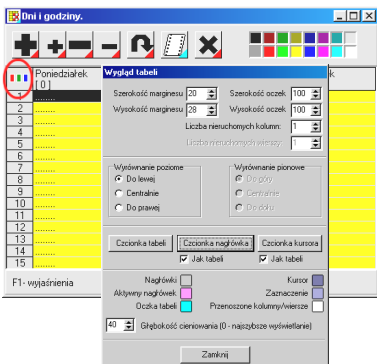 Dni i godziny.
Poniedziałek
[ 0 ]
k
1 ........
2 ........
3 ........
4 ........
5 ........
6 ........
7 ........
8 ........
9 ........
10 ........
11 ........
12 ........
13 ........
14 ........
15 ........
F1- wyjaśnienia
Wygląd tabeli
Szerokość marginesu 20 Szerokość oczek 100
Wysokość marginesu 28 Wysokość oczek 100
Liczba nieruchomych kolumn: 1
Liczba nieruchomych wierszy: 1
Wyrównanie poziome Wyrównanie pionowe
Do lewej Do góry
Centralnie Centralnie
Do prawej Do dołu
Czcionka tabeli Czcionka nagłówka Czcionka kursora
Jak tabeli Jak tabeli
Nagłówki Kursor
Aktywny nagłówek Zaznaczenie
Oczka tabeli Przenoszone kolumny/wiersze
40 Głębokość cieniowania (0 - najszybsze wyświetlanie)
Zamknij